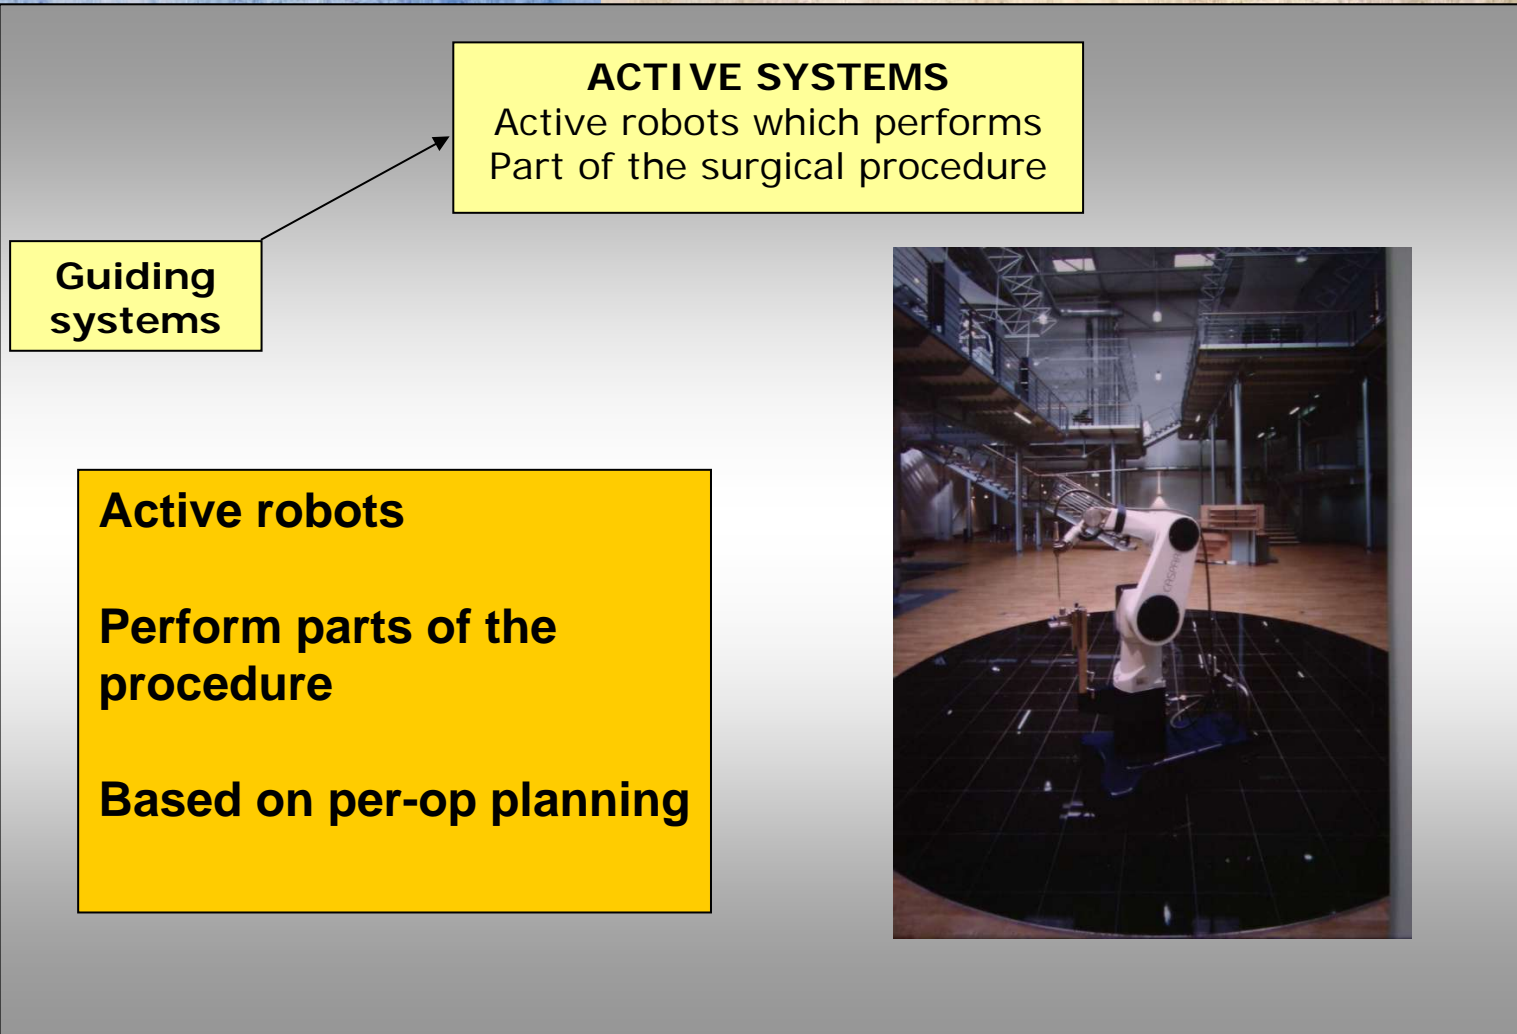 ACTIVE SYSTEMS
Active robots which performs
Part of the surgical procedure
Guiding
systems
Active robots
Perform parts of the
procedure
Based on per-op planning
CASPAR